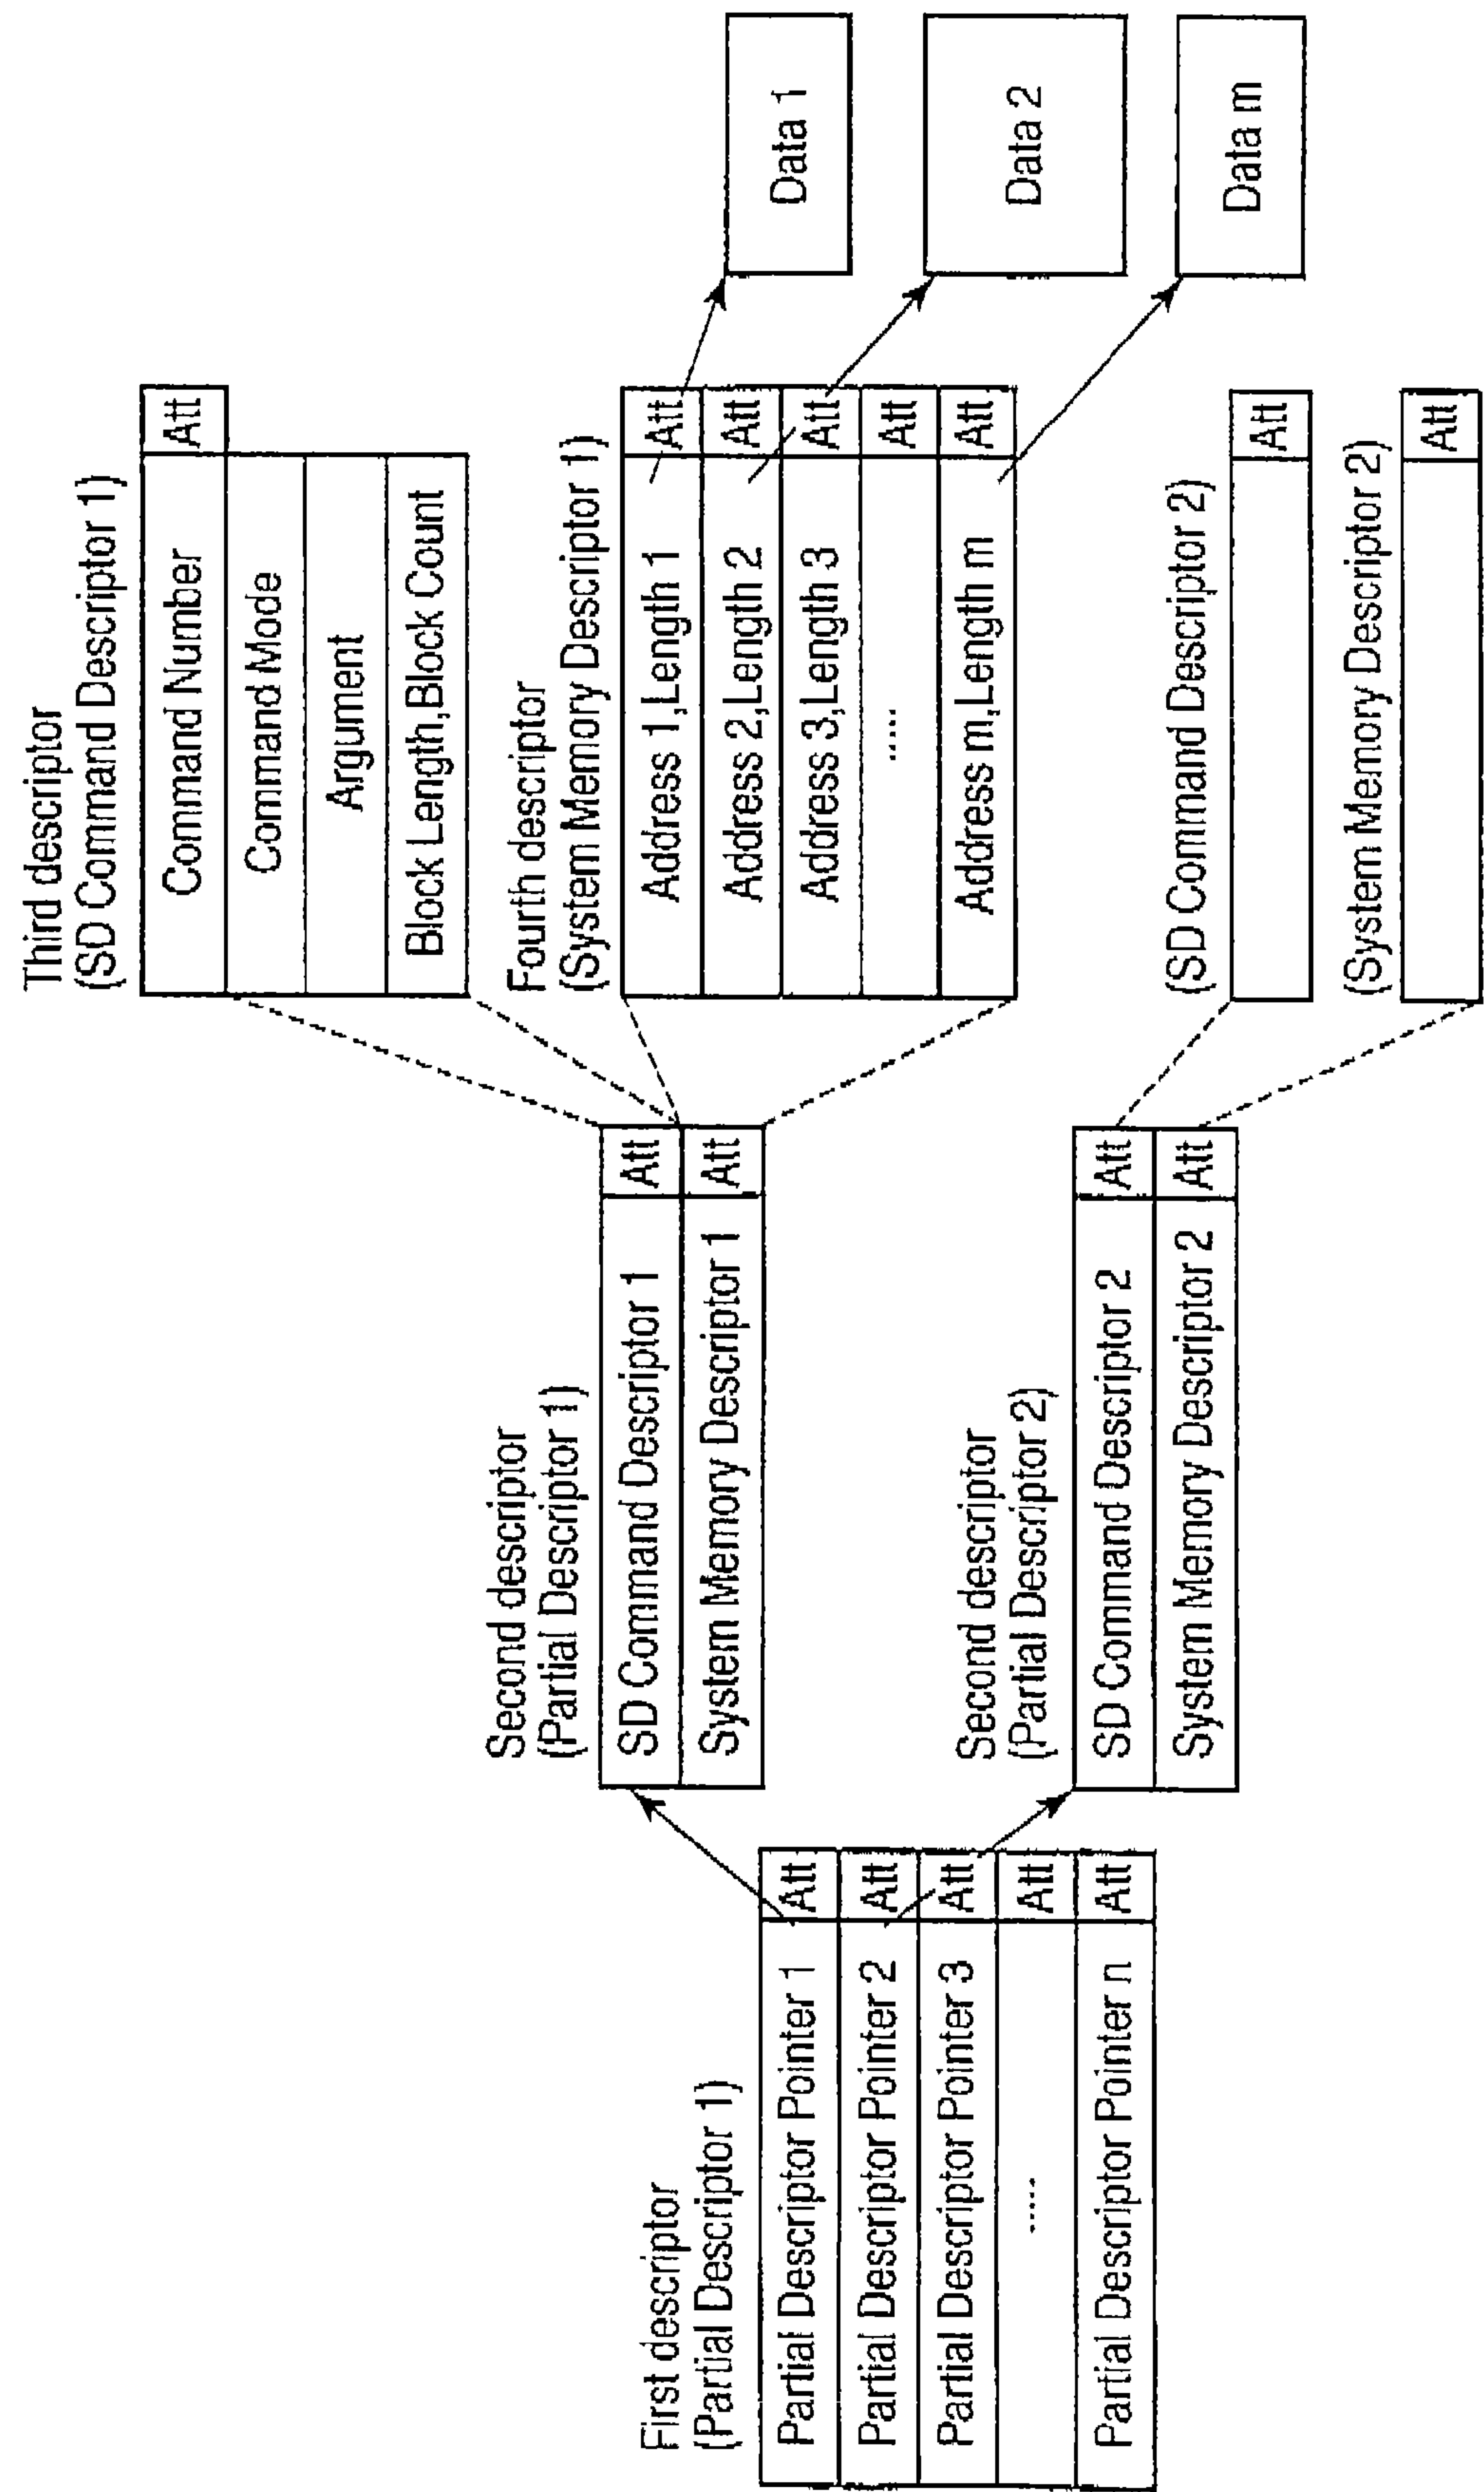 First descriptor
(Partial Descriptor 1)
Partial Descriptor Pointer 1 Att
Partial Descriptor Pointer 2 Att
Partial Descriptor Pointer 3 Att
..... Att
Partial Descriptor Pointer n Att
Second descriptor
(Partial Descriptor 1)
SD Command Descriptor 1 Att
System Memory Descriptor 1 Att
Second descriptor
(Partial Descriptor 2)
SD Command Descriptor 2 Att
System Memory Descriptor 2 Att
Third descriptor
(SD Command Descriptor 1)
Command Number Att
Command Mode
Argument
Block Length,Block Count
Fourth descriptor
(System Memory Descriptor 1)
Address 1,Length 1 Att
Address 2,Length 2 Att
Address 3,Length 3 Att
..... Att
Address m,Length m Att
(SD Command Descriptor 2)
Att
(System Memory Descriptor 2)
Att
Data 1
Data 2
Data m